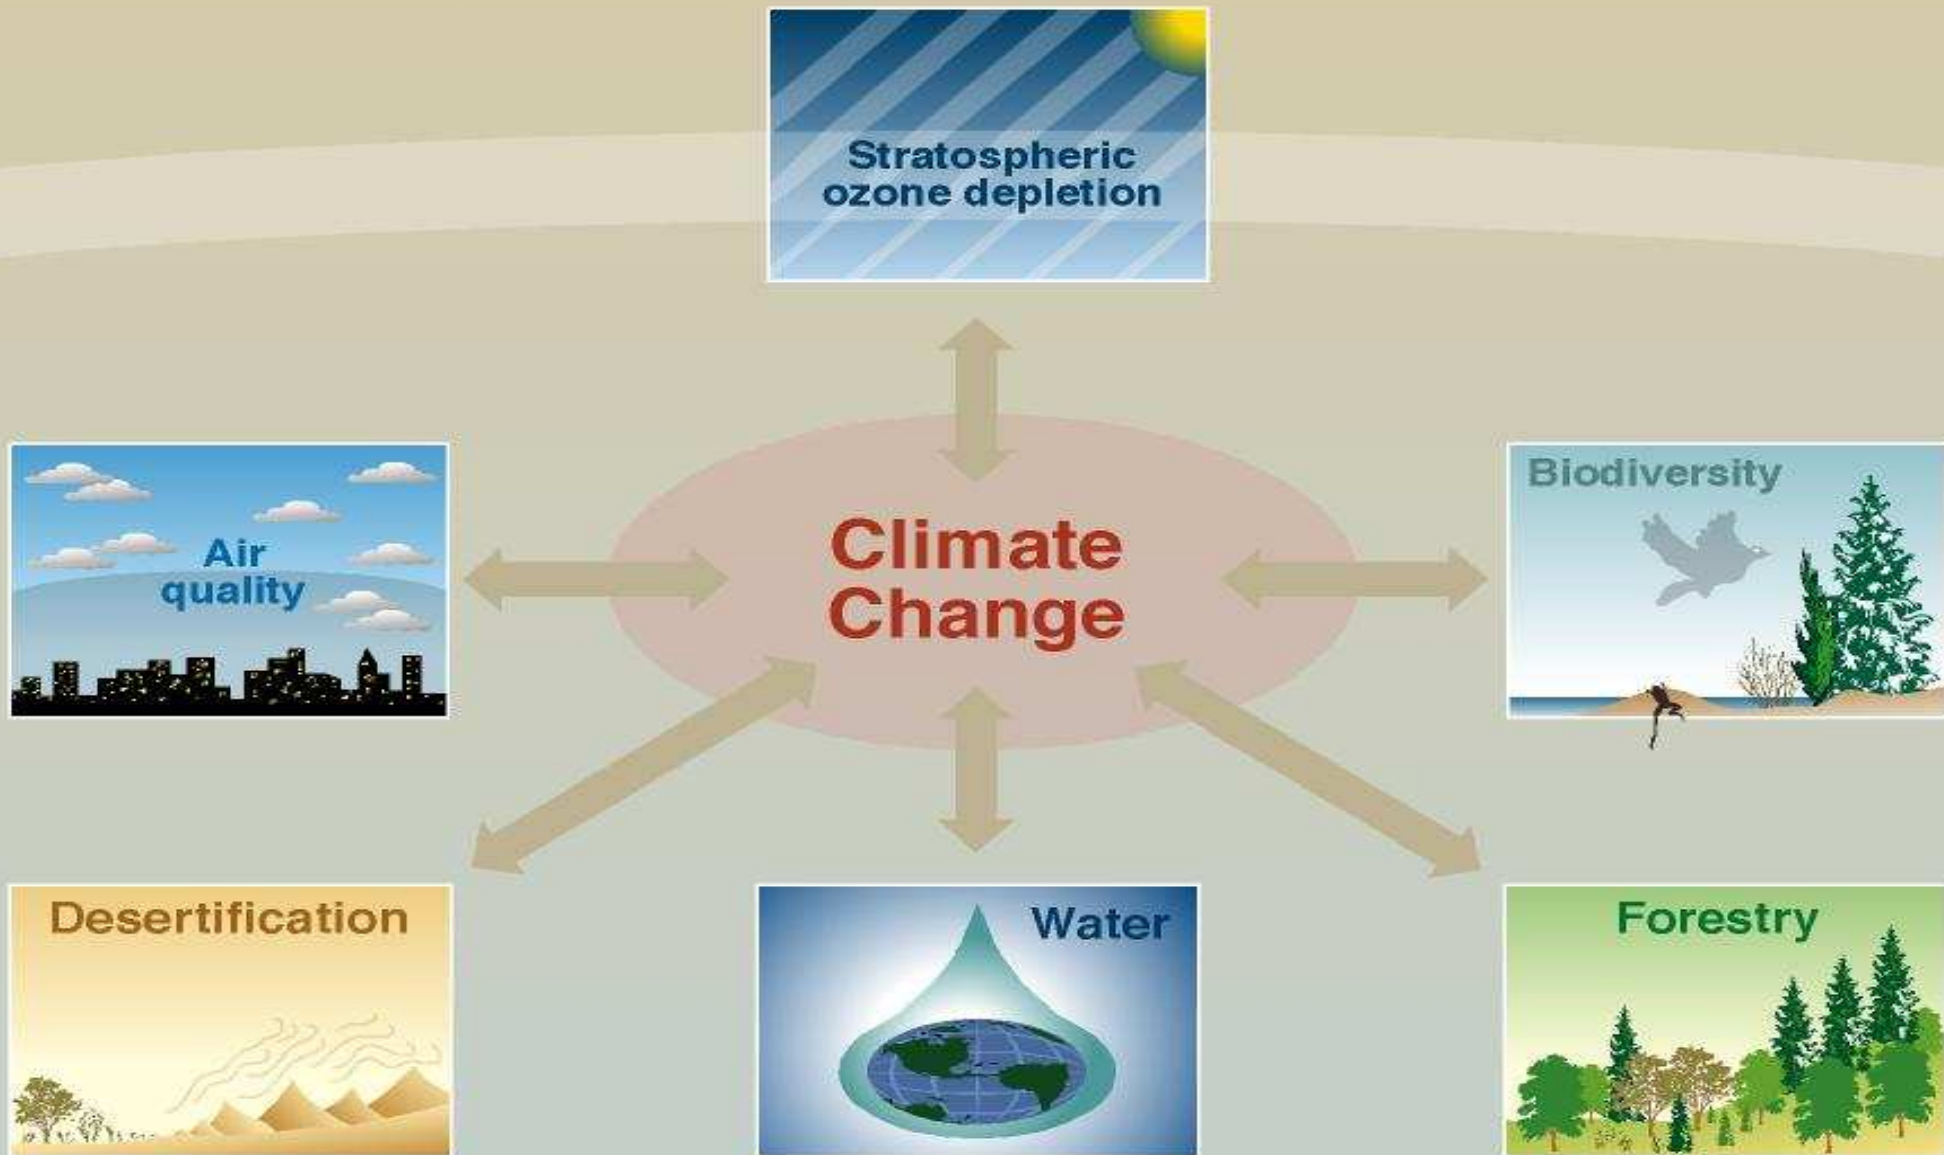 Stratospheric
ozone depletion
Air
quality
Climate
Change
Biodiversity
Desertification
Water
Forestry